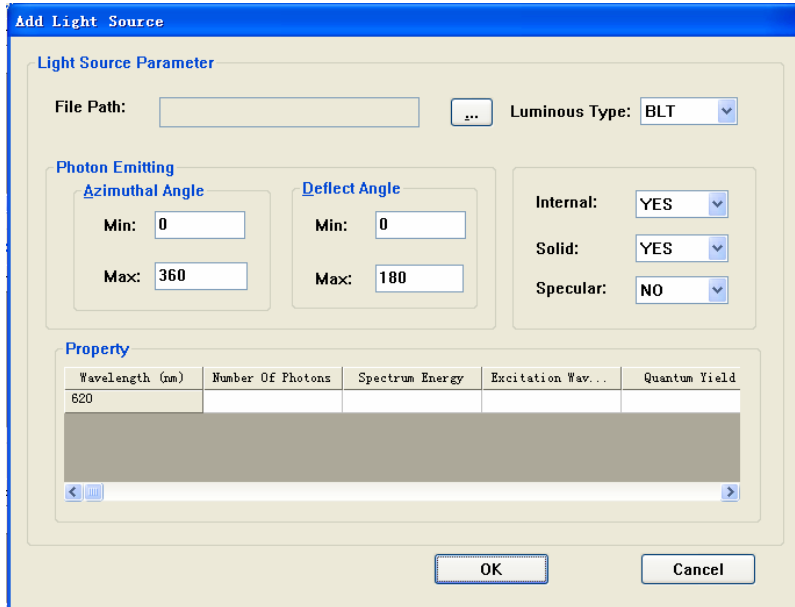 Add Light Source
Light Source Parameter
File Path:
...
Luminous Type: BLT
Photon Emitting
Azimuthal Angle
Min: 0
Max: 360
Deflect Angle
Min: 0
Max: 180
Internal: YES
Solid: YES
Specular: NO
Property
Wavelength (nm) Number Of Photons Spectrum Energy Excitation Wav... Quantum Yield
620
OK Cancel